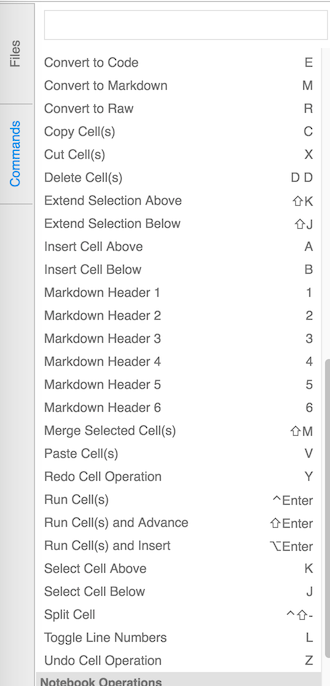 Files
Commands
Convert to Code E
Convert to Markdown M
Convert to Raw R
Copy Cell(s) C
Cut Cell(s) X
Delete Cell(s) D D
Extend Selection Above ⇧K
Extend Selection Below ⇧J
Insert Cell Above A
Insert Cell Below B
Markdown Header 1 1
Markdown Header 2 2
Markdown Header 3 3
Markdown Header 4 4
Markdown Header 5 5
Markdown Header 6 6
Merge Selected Cell(s) ⇧M
Paste Cell(s) V
Redo Cell Operation Y
Run Cell(s) ^Enter
Run Cell(s) and Advance ⇧Enter
Run Cell(s) and Insert ⌥Enter
Select Cell Above K
Select Cell Below J
Split Cell ^⇧-
Toggle Line Numbers L
Undo Cell Operation Z
Notebook Operations